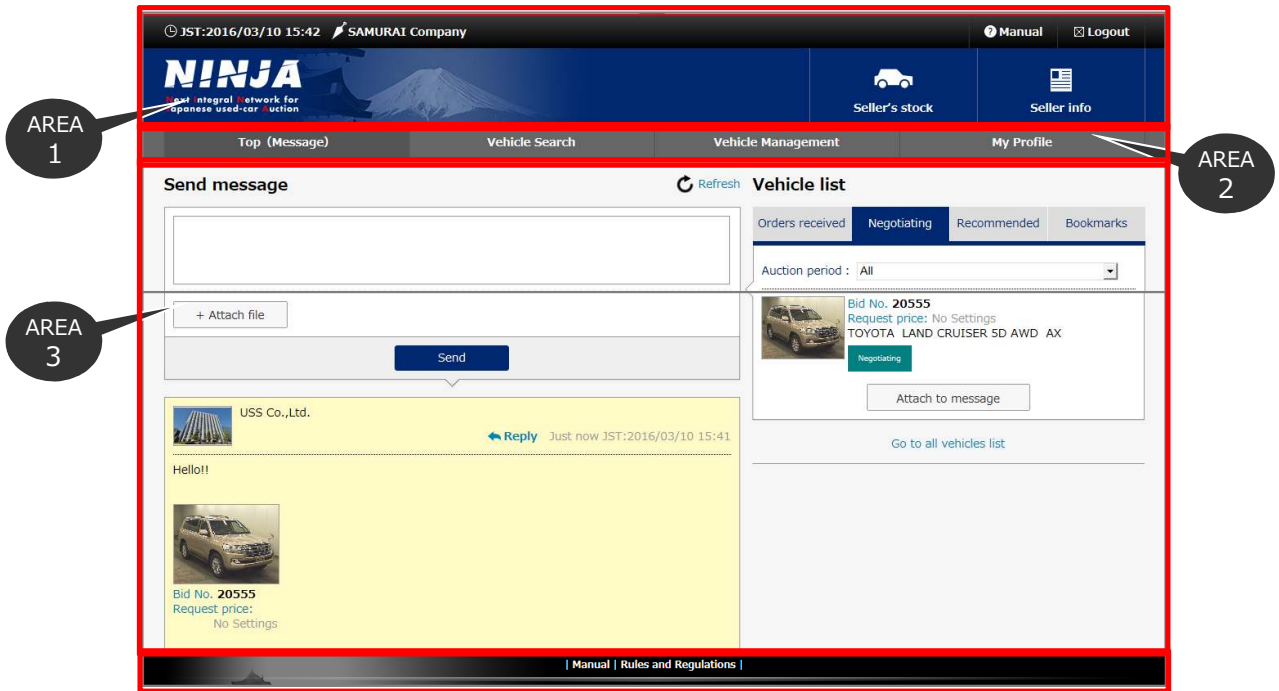 JST:2016/03/10 15:42 SAMURAI Company
? Manual
Logout
NINJA
Next Integral Network for
Japanese used-car Auction
Seller's stock
Seller info
AREA
1
Top (Message)
Vehicle Search
Vehicle Management
My Profile
AREA
2
Send message
Refresh
Vehicle list
Orders received
Negotiating
Recommended
Bookmarks
Auction period :
All
+ Attach file
AREA
3
Send
Bid No. 20555
Request price: No Settings
TOYOTA LAND CRUISER 5D AWD AX
Negotiating
Attach to message
Go to all vehicles list
USS Co.,Ltd.
Reply Just now JST:2016/03/10 15:41
Hello!!
Bid No. 20555
Request price:
No Settings
| Manual | Rules and Regulations |